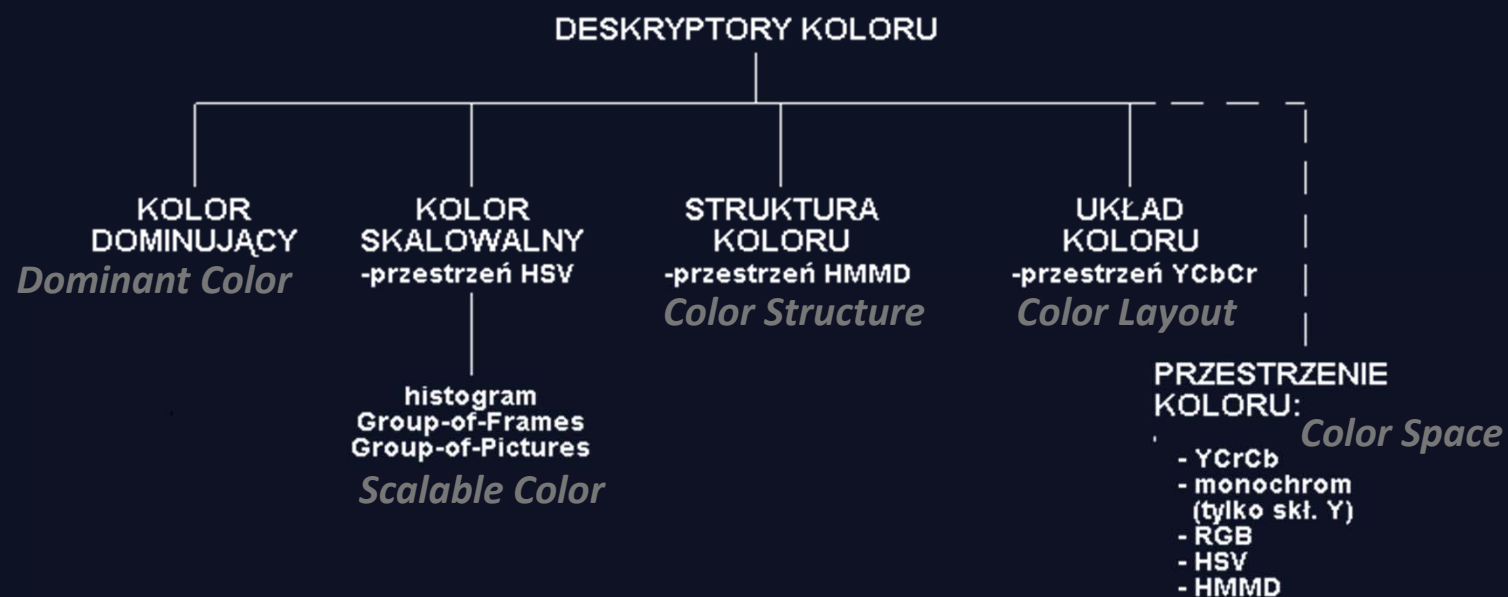 DESKRYPTORY KOLORU
KOLOR
DOMINUJĄCY
Dominant Color
KOLOR
SKALOWALNY
-przestrzeń HSV
histogram
Group-of-Frames
Group-of-Pictures
Scalable Color
STRUKTURA
KOLORU
-przestrzeń HMMD
Color Structure
UKŁAD
KOLORU
-przestrzeń YCbCr
Color Layout
PRZESTRZENIE
KOLORU:
Color Space
- YCrCb
- monochrom
(tylko skł. Y)
- RGB
- HSV
- HMMD